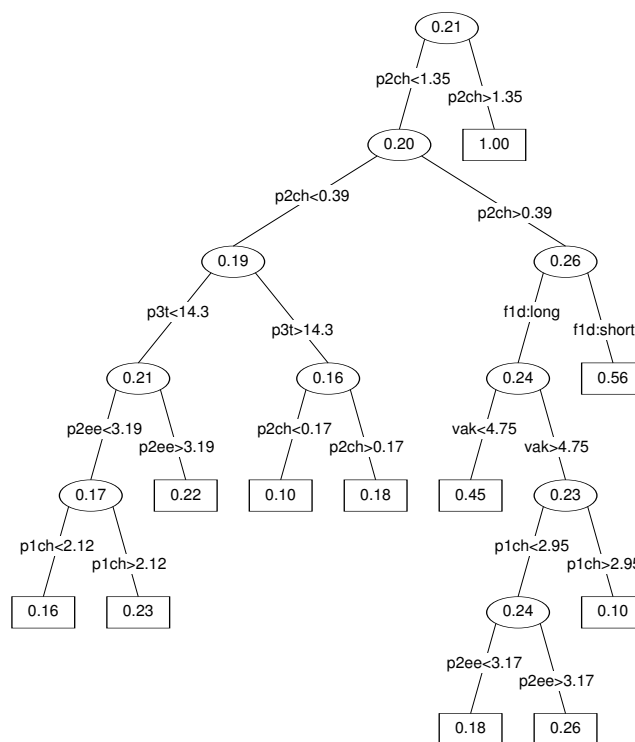 0.21
p2ch<1.35
p2ch>1.35
0.20
1.00
p2ch<0.39
p2ch>0.39
0.19
0.26
p3t<14.3
p3t>14.3
f1d:long
f1d:short
0.21
0.16
0.24
0.56
p2ee<3.19
p2ee>3.19
p2ch<0.17
p2ch>0.17
vak<4.75
vak>4.75
0.17
0.22
0.10
0.18
0.45
0.23
p1ch<2.12
p1ch>2.12
p1ch<2.95
p1ch>2.95
0.16
0.23
0.24
0.10
p2ee<3.17
p2ee>3.17
0.18
0.26